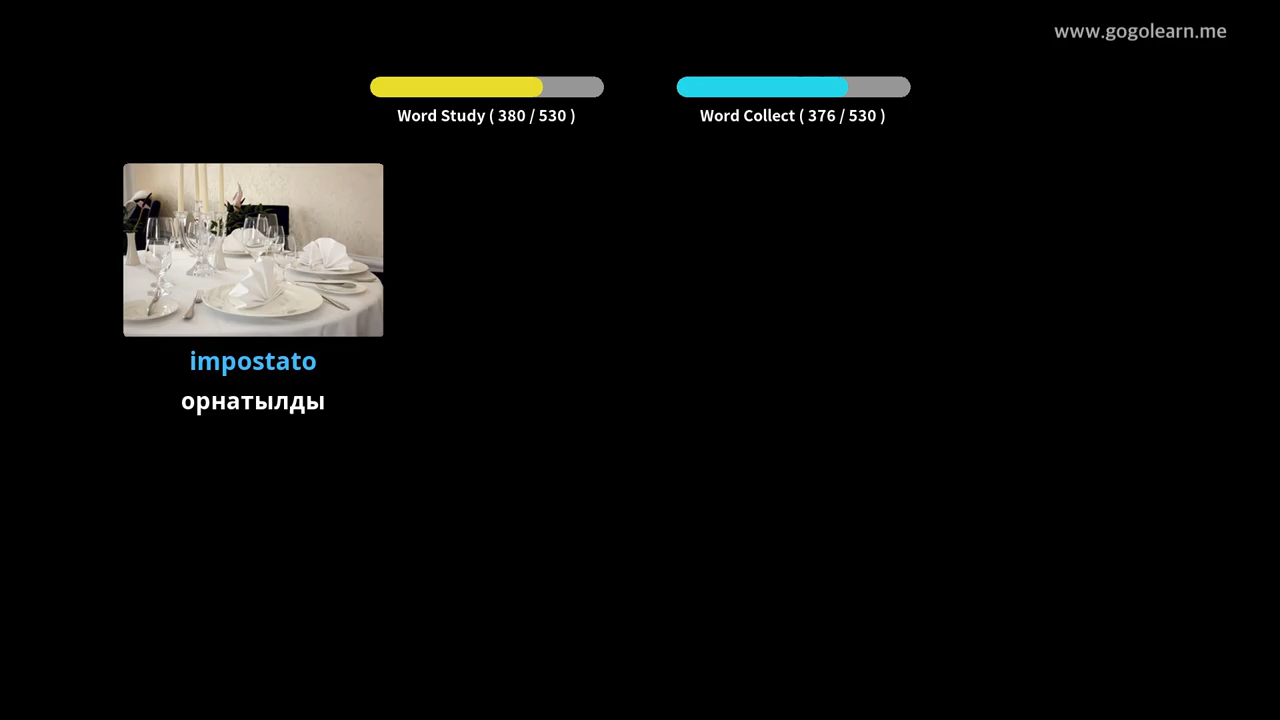 www.gogolearn.me
Word Study ( 380 / 530 )
Word Collect ( 376 / 530 )
impostato
орнатылды